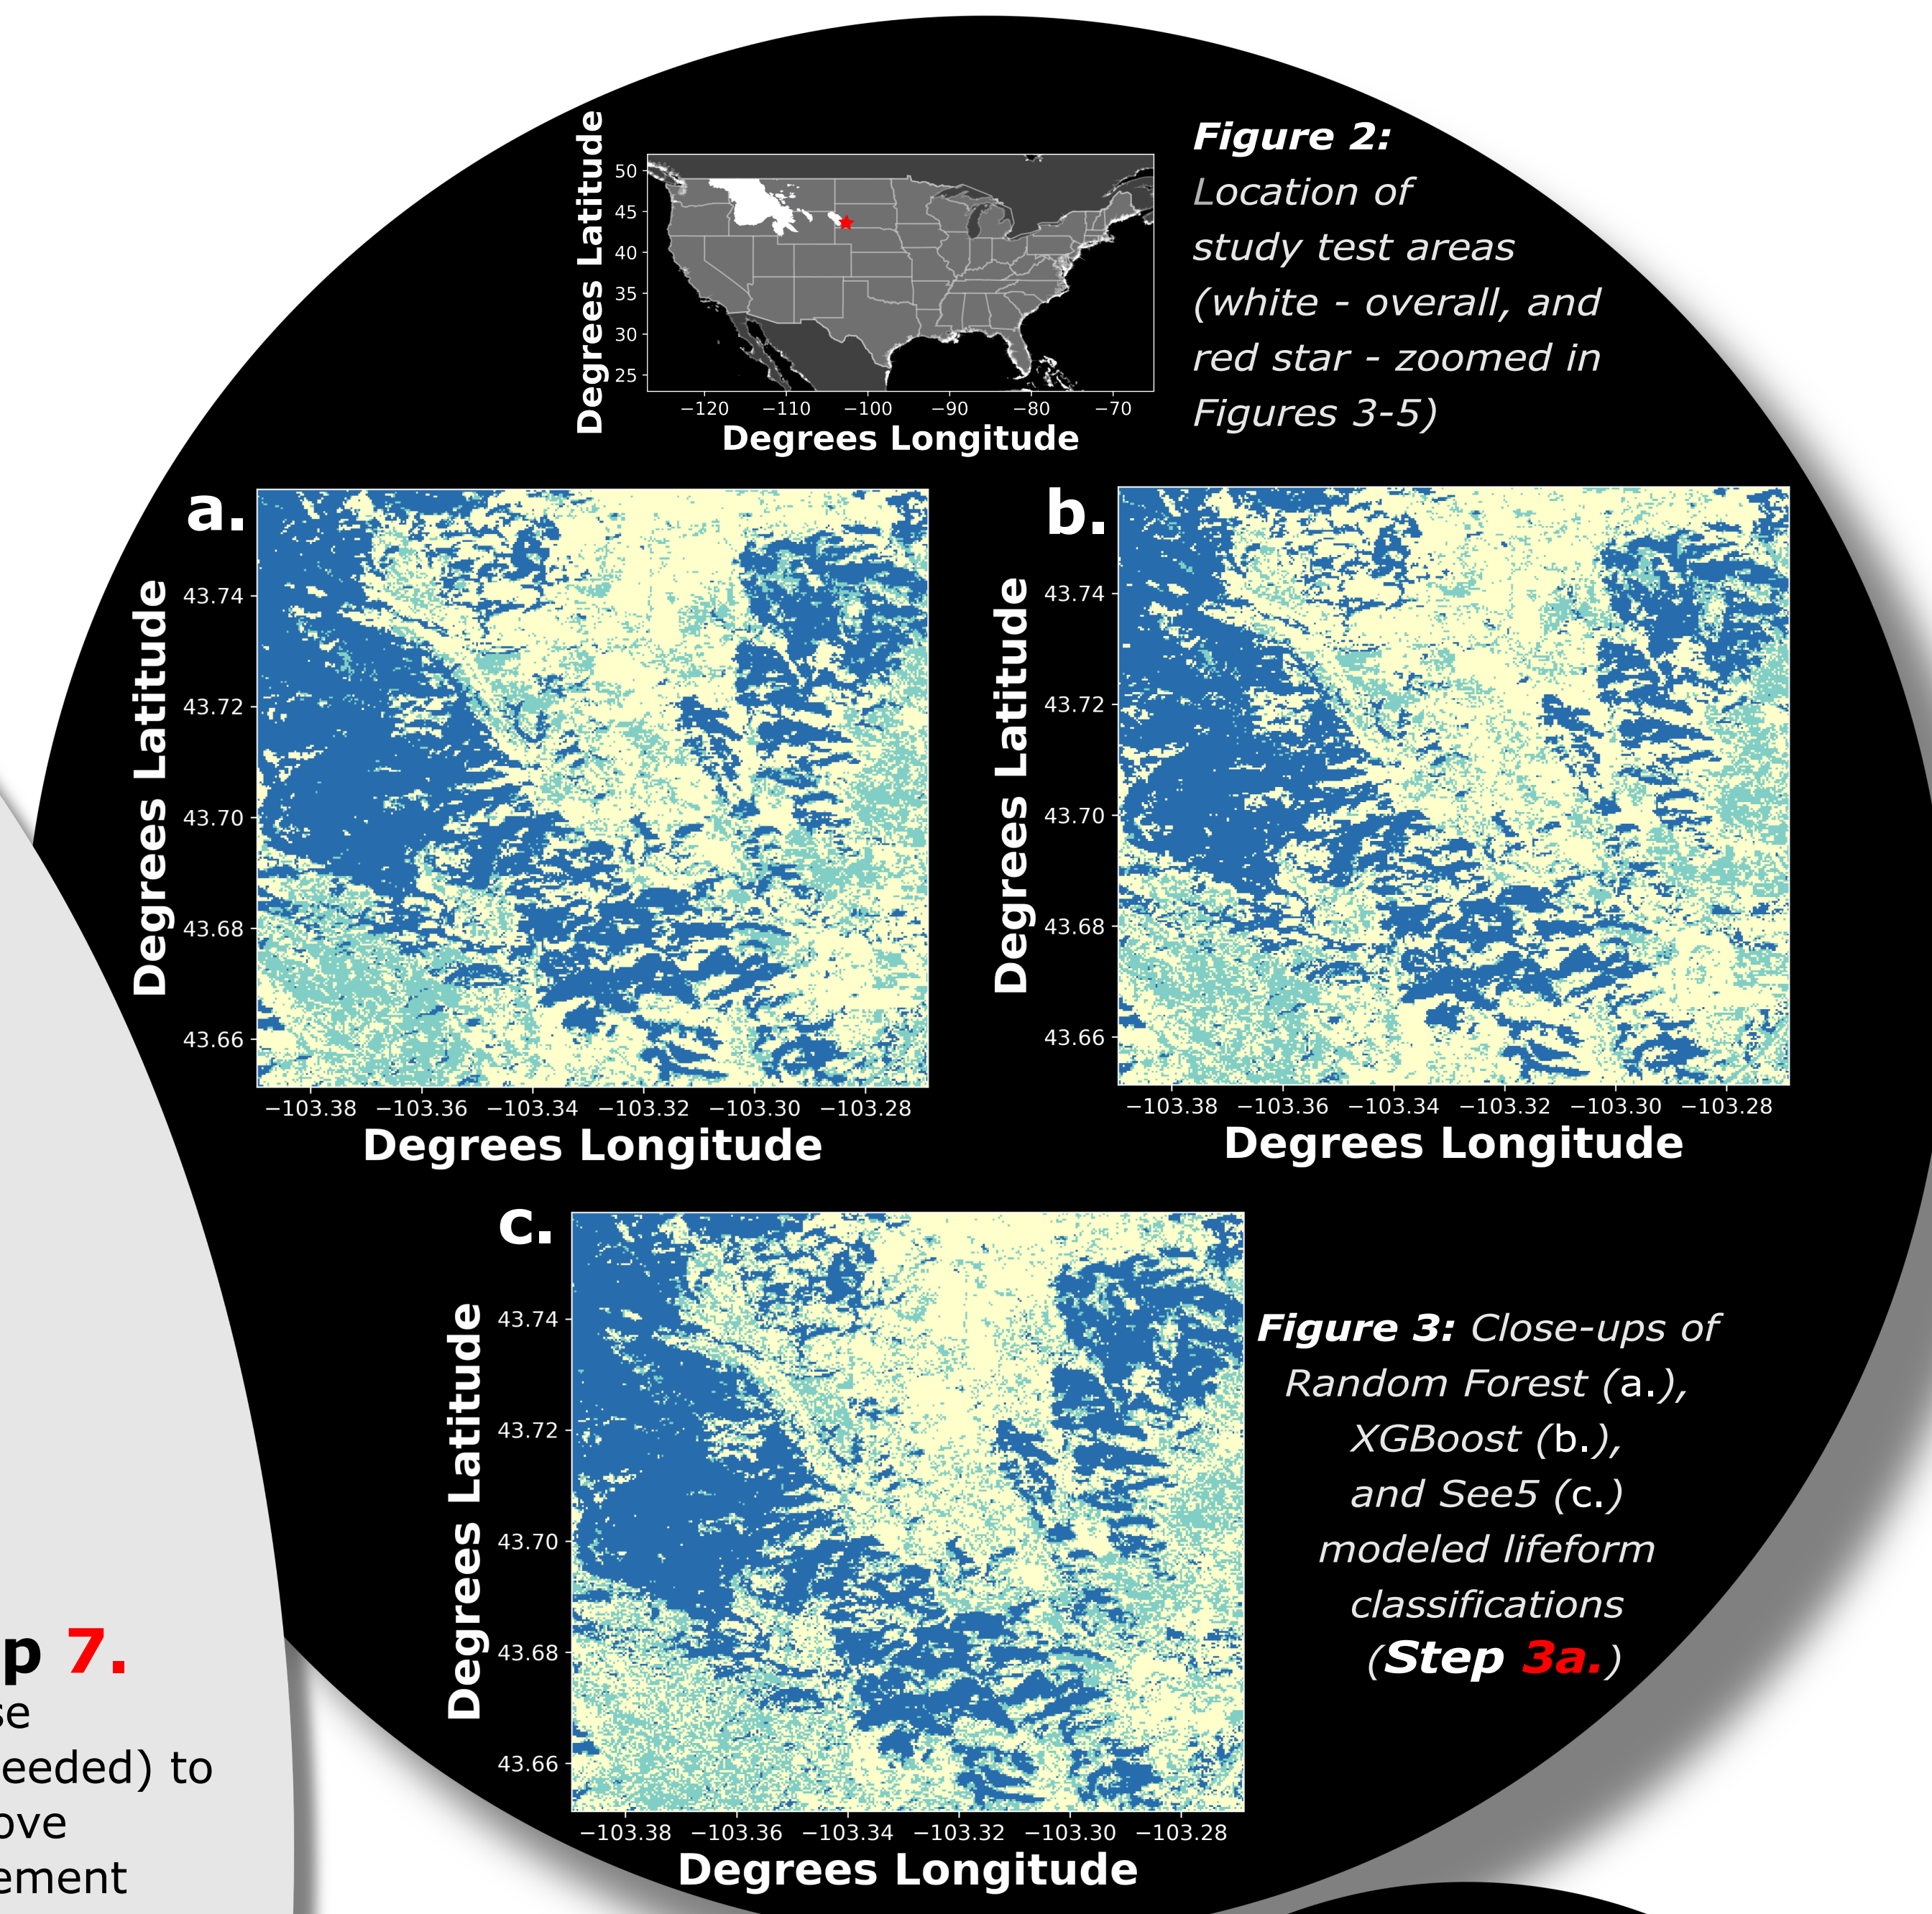 Figure 2:
Location of
study test areas
(white - overall, and
red star - zoomed in
Figures 3-5)
Degrees Latitude
50
45
40
35
30
25
−120 −110 −100 −90 −80 −70
Degrees Longitude
a.
Degrees Latitude
43.74
43.72
43.70
43.68
43.66
−103.38 −103.36 −103.34 −103.32 −103.30 −103.28
Degrees Longitude
b.
Degrees Latitude
43.74
43.72
43.70
43.68
43.66
−103.38 −103.36 −103.34 −103.32 −103.30 −103.28
Degrees Longitude
c.
Degrees Latitude
43.74
43.72
43.70
43.68
43.66
−103.38 −103.36 −103.34 −103.32 −103.30 −103.28
Degrees Longitude
Figure 3: Close-ups of
Random Forest (a.),
XGBoost (b.),
and See5 (c.)
modeled lifeform
classifications
(Step 3a.)
p 7.
se
eeded) to
ove
ement